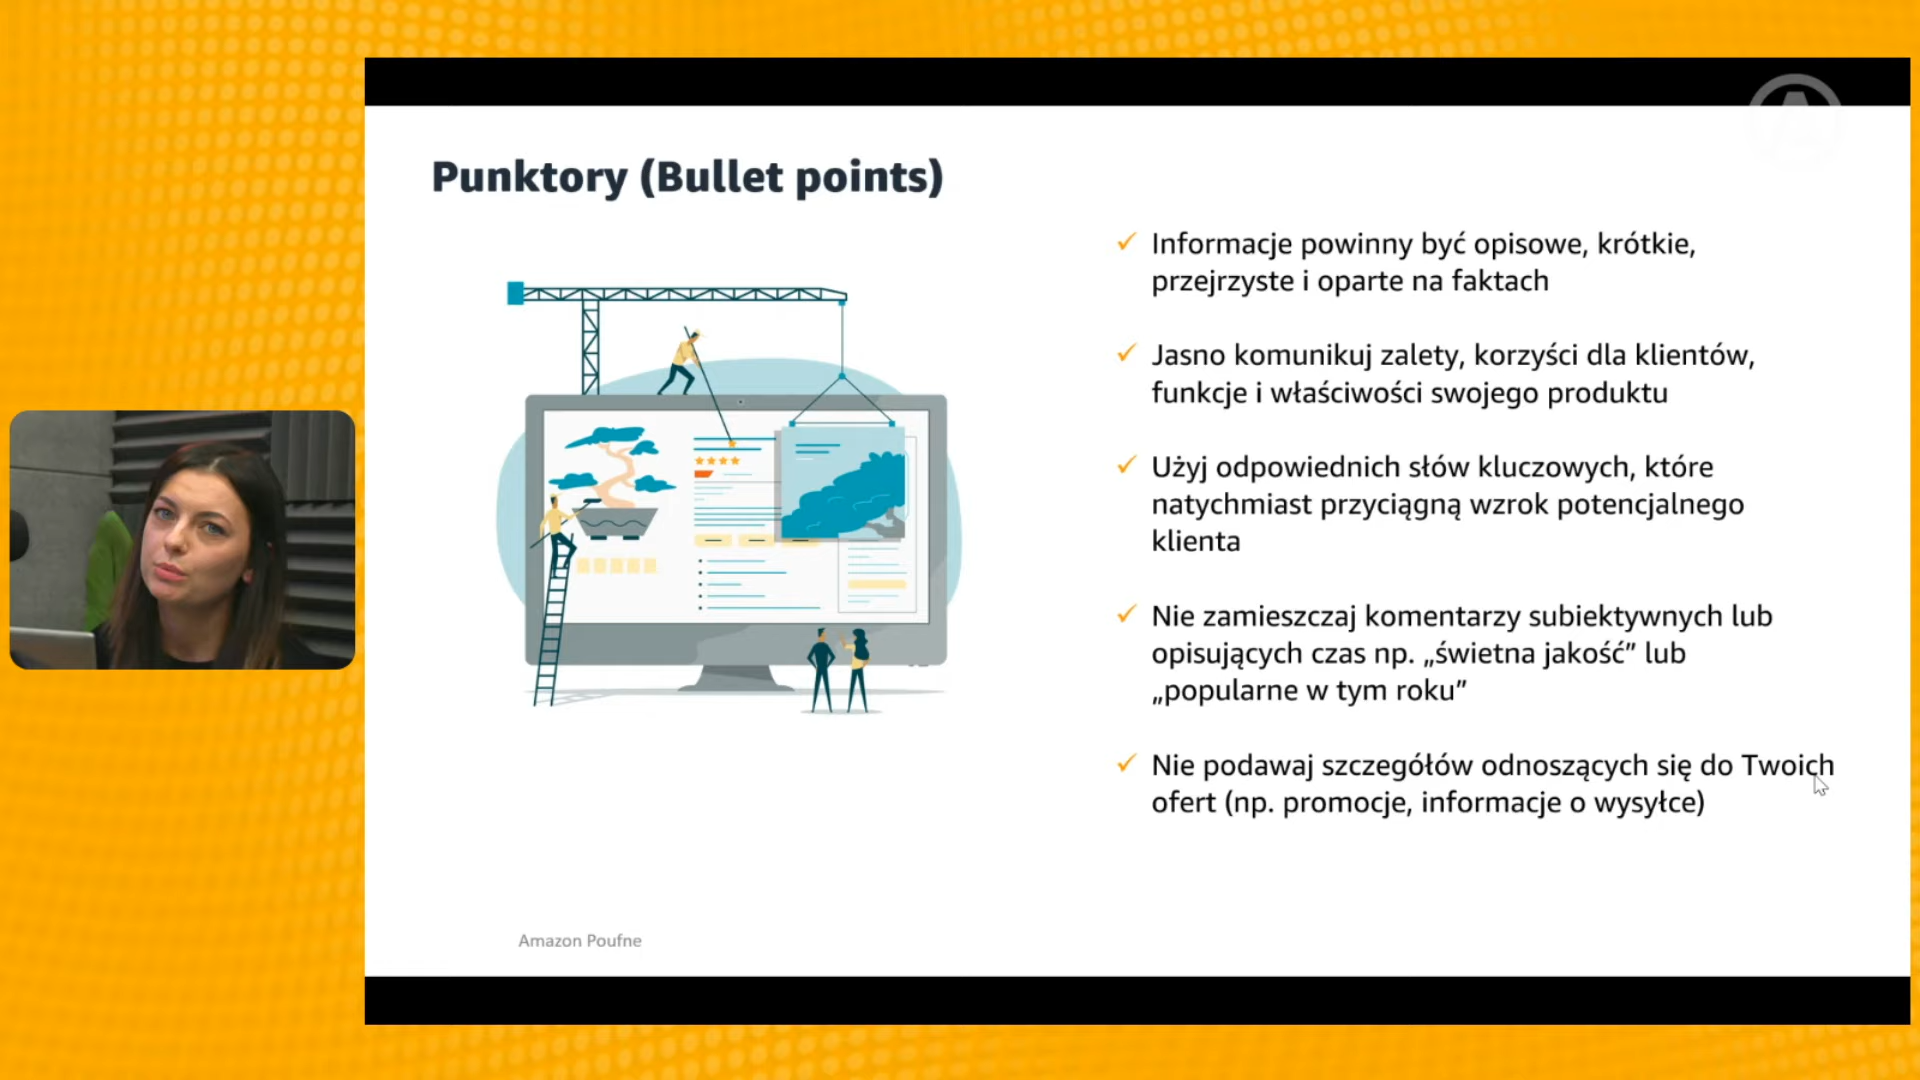 Punktory (Bullet points)
Informacje powinny być opisowe, krótkie,
przejrzyste i oparte na faktach
Jasno komunikuj zalety, korzyści dla klientów,
funkcje i właściwości swojego produktu
Użyj odpowiednich słów kluczowych, które
natychmiast przyciągną wzrok potencjalnego
klienta
Nie zamieszczaj komentarzy subiektywnych lub
opisujących czas np. „świetna jakość” lub
„popularne w tym roku”
Nie podawaj szczegółów odnoszących się do Twoich
ofert (np. promocje, informacje o wysyłce)
Amazon Poufne